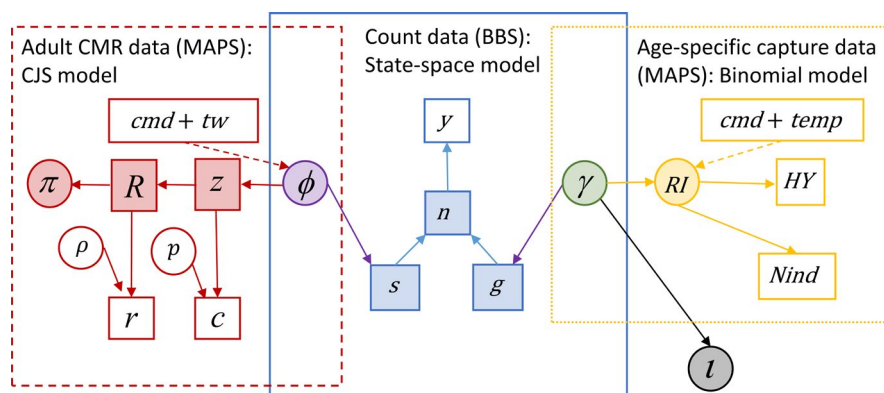 Adult CMR data (MAPS):
CJS model
Count data (BBS):
State-space model
Age-specific capture data
(MAPS): Binomial model
cmd + tw
y
cmd + temp
π
R
z
ϕ
n
γ
RI
HY
ρ
p
s
g
Nind
r
c
ι